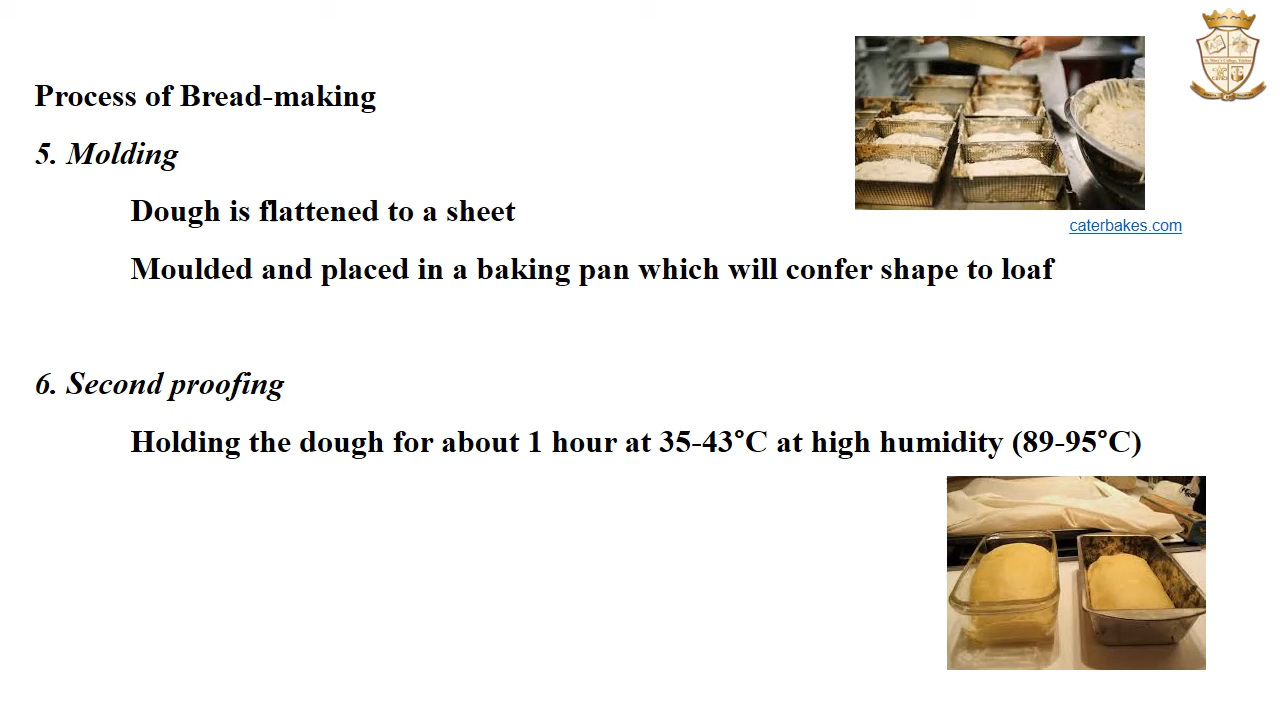 Process of Bread-making
5. Molding
Dough is flattened to a sheet
caterbakes.com
Moulded and placed in a baking pan which will confer shape to loaf
6. Second proofing
Holding the dough for about 1 hour at 35-43°C at high humidity (89-95°C)